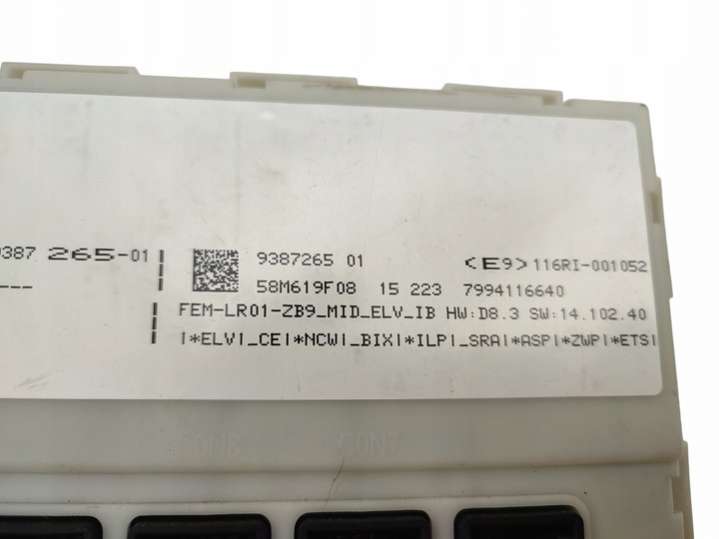 9387 265-01
9387265 01 <E9> 116RI-001052
--- 58M619F08 15 223 7994116640
FEM-LR01-ZB9_MID_ELV_IB HW:D8.3 SW:14.102.40
|*ELV|_CE|*NCW|_BIX|*ILP|_SRA|*ASP|*ZWP|*ETS|